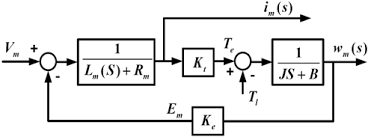 i_m(s)
V_m + - 1 / L_m(S)+R_m K_t T_e + - 1 / JS+B w_m(s)
T_l
E_m K_e